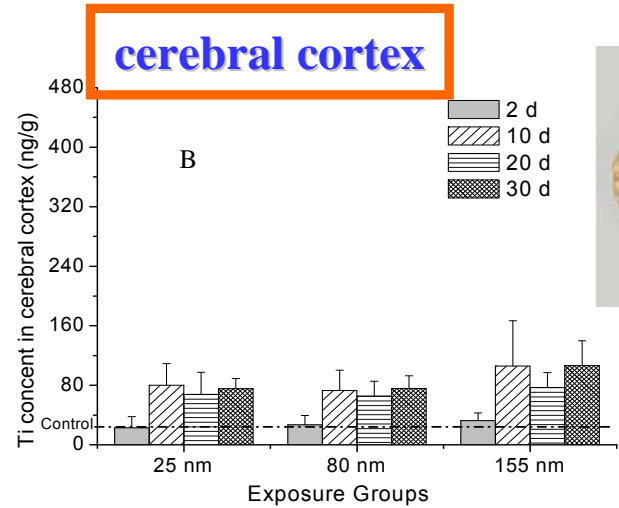 cerebral cortex
B
2 d
10 d
20 d
30 d
Ti concent in cerebral cortex (ng/g)
480
400
320
240
160
80
Control
0
25 nm 80 nm 155 nm
Exposure Groups